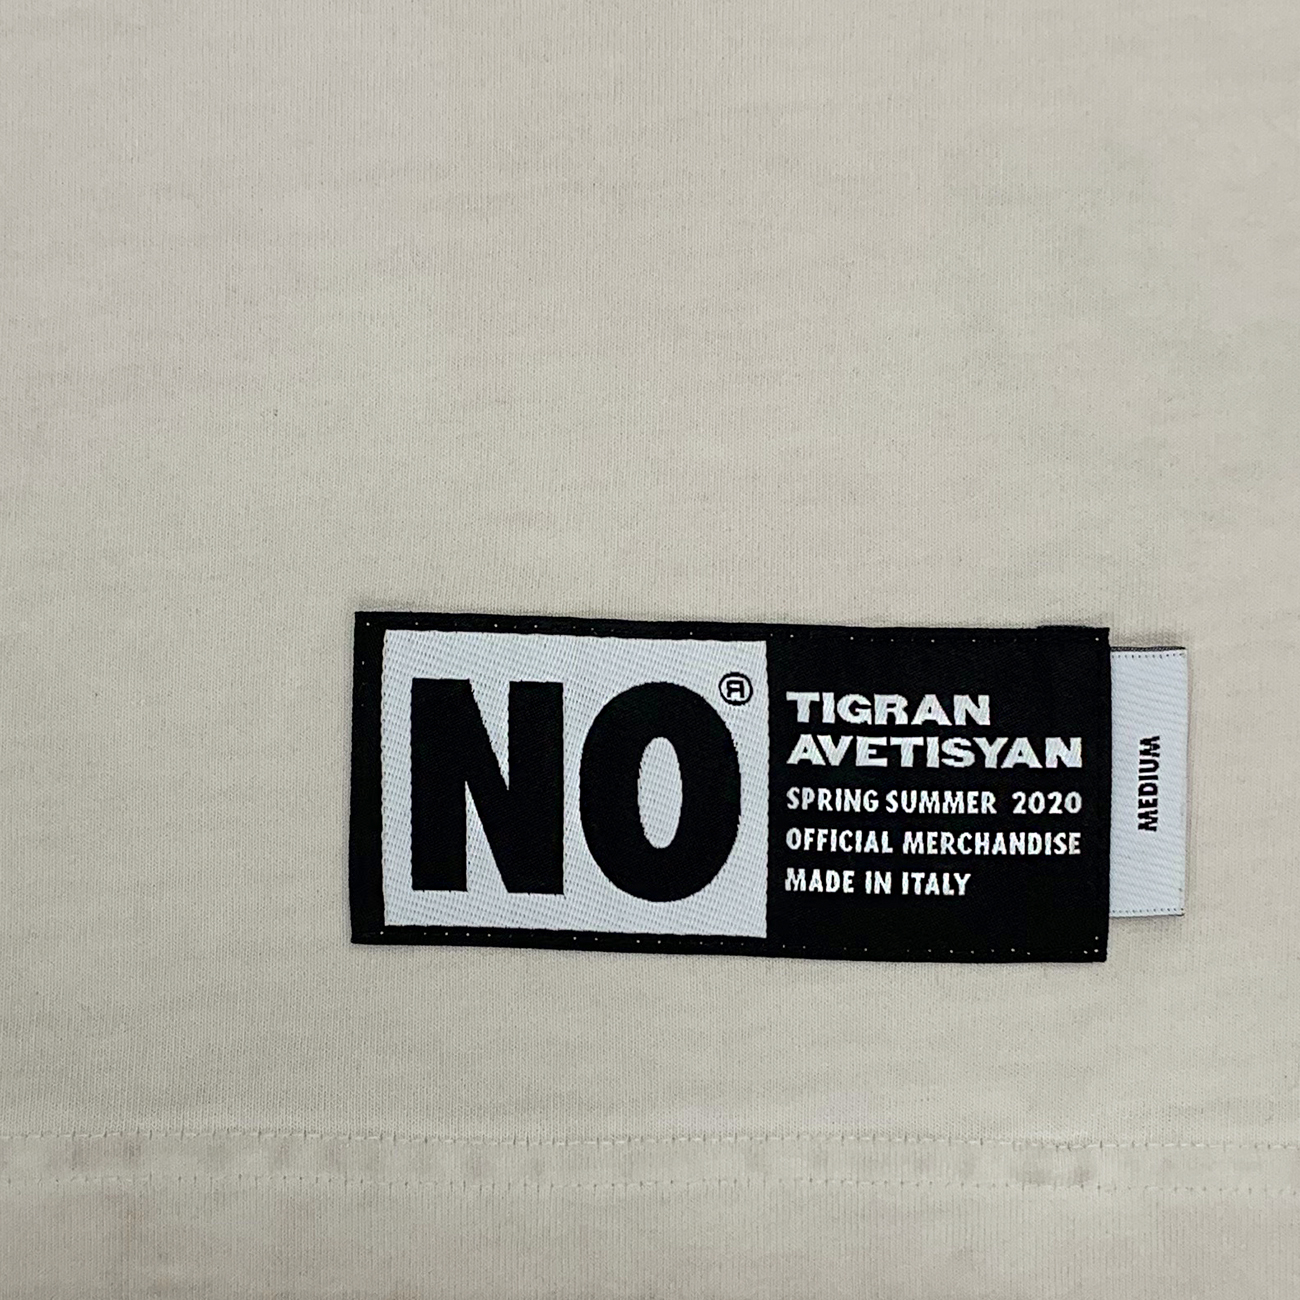 NO Я
TIGRAN
AVETISYAN
SPRING SUMMER 2020
OFFICIAL MERCHANDISE
MADE IN ITALY
MEDIUM